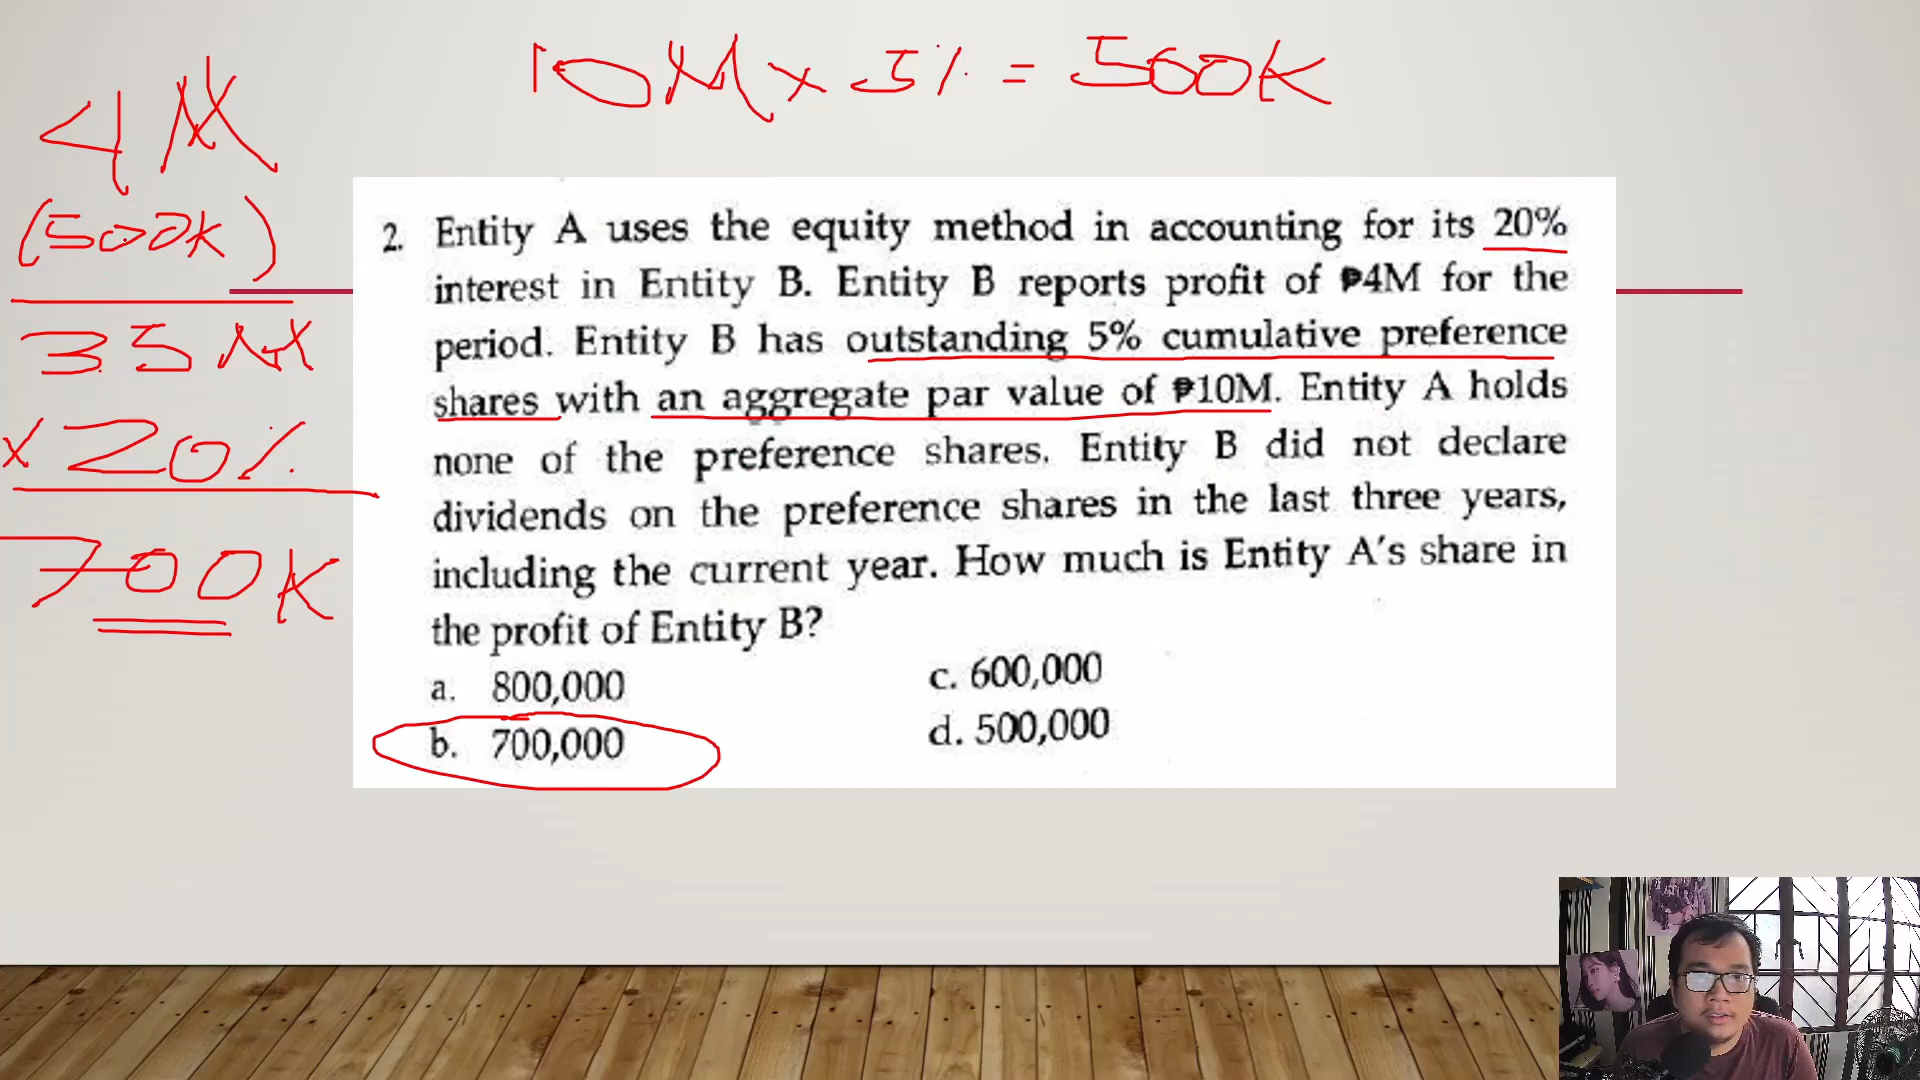 10M x 5% = 500K
4M
(500K)
3.5M
x 20%
700K
2. Entity A uses the equity method in accounting for its 20%
interest in Entity B. Entity B reports profit of ₱4M for the
period. Entity B has outstanding 5% cumulative preference
shares with an aggregate par value of ₱10M. Entity A holds
none of the preference shares. Entity B did not declare
dividends on the preference shares in the last three years,
including the current year. How much is Entity A's share in
the profit of Entity B?
a. 800,000
b. 700,000
c. 600,000
d. 500,000